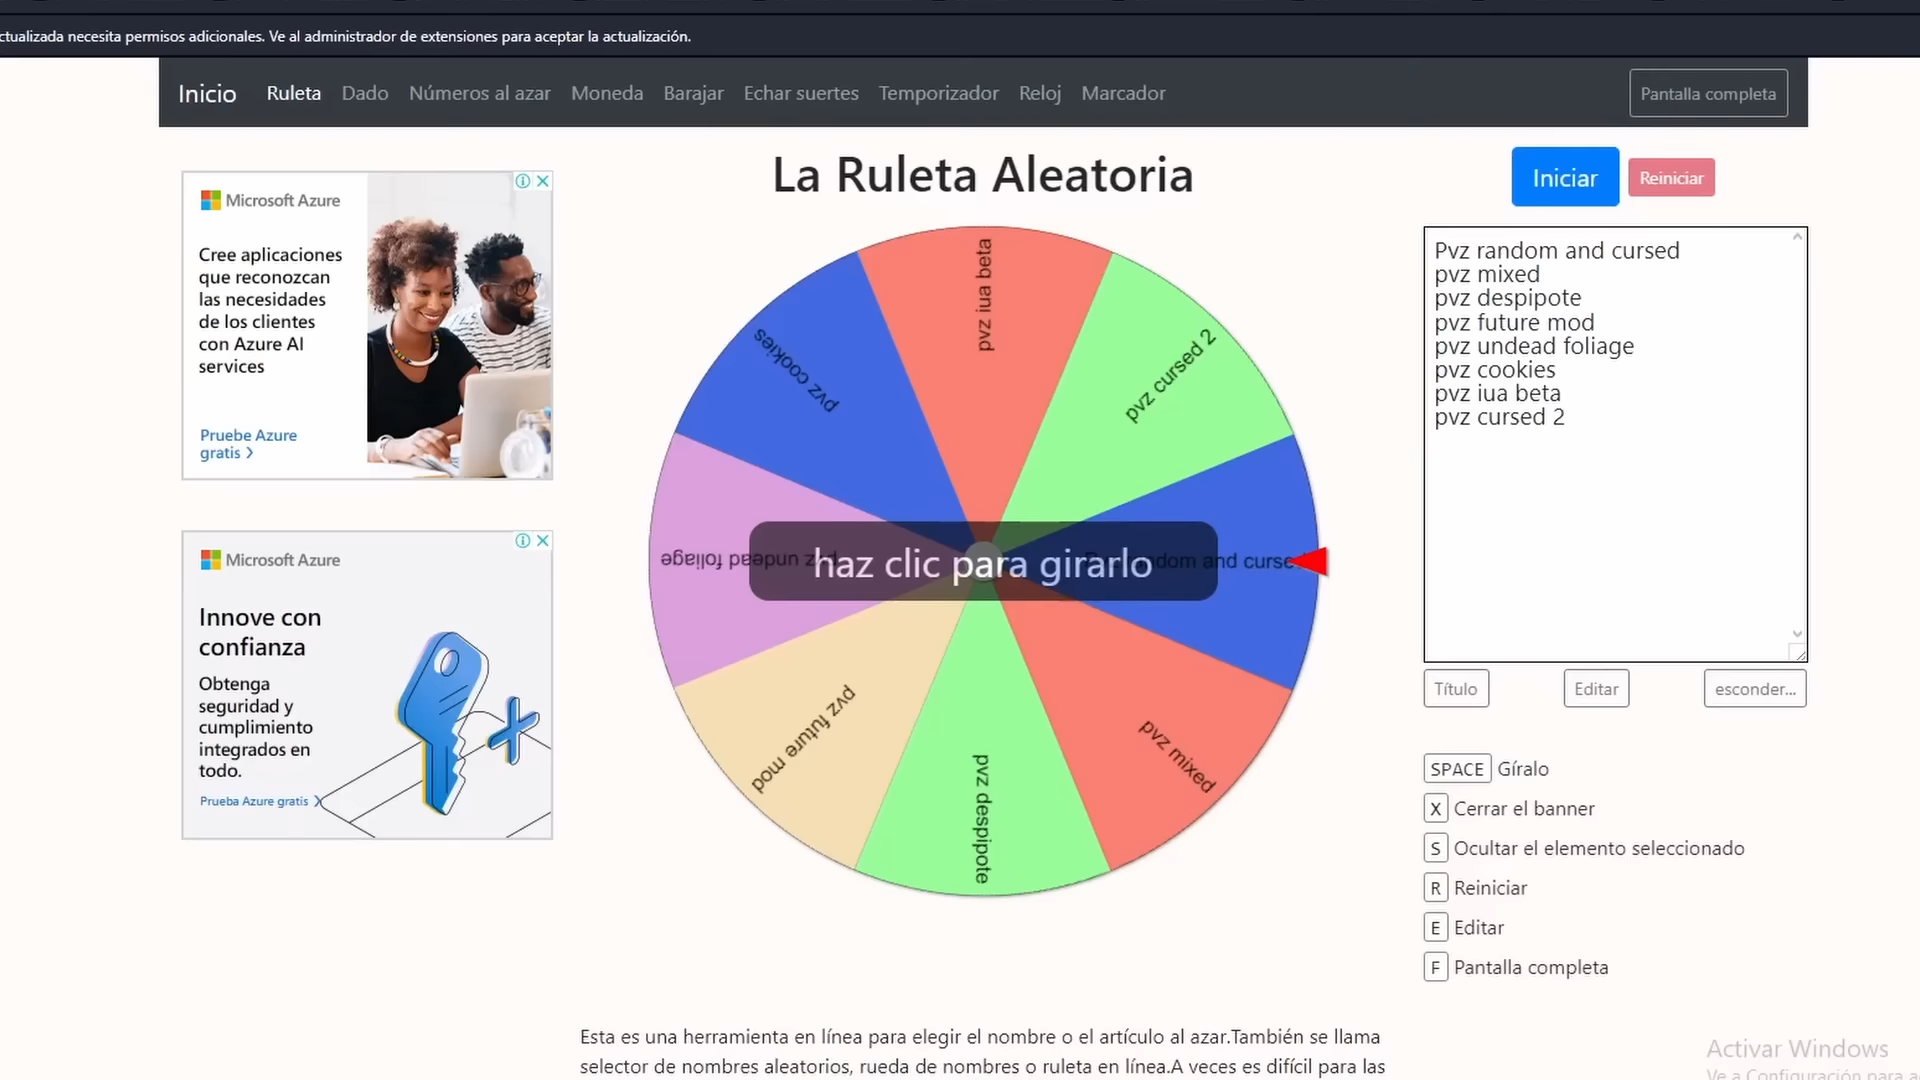 ctualizada necesita permisos adicionales. Ve al administrador de extensiones para aceptar la actualización.
Inicio Ruleta Dado Números al azar Moneda Barajar Echar suertes Temporizador Reloj Marcador Pantalla completa
La Ruleta Aleatoria
Iniciar Reiniciar
Microsoft Azure
Cree aplicaciones
que reconozcan
las necesidades
de los clientes
con Azure AI
services
Pruebe Azure
gratis >
Microsoft Azure
Innove con
confianza
Obtenga
seguridad y
cumplimiento
integrados en
todo.
Prueba Azure gratis >
pvz iua beta
pvz cursed 2
and curse
pvz mixed
pvz despipote
pvz future mod
undead foliage
pvz cookies
haz clic para girarlo
Pvz random and cursed
pvz mixed
pvz despipote
pvz future mod
pvz undead foliage
pvz cookies
pvz iua beta
pvz cursed 2
Título Editar esconder...
SPACE Gíralo
X Cerrar el banner
S Ocultar el elemento seleccionado
R Reiniciar
E Editar
F Pantalla completa
Esta es una herramienta en línea para elegir el nombre o el artículo al azar.También se llama
selector de nombres aleatorios, rueda de nombres o ruleta en línea.A veces es difícil para las
Activar Windows
Ve a Configuración para a